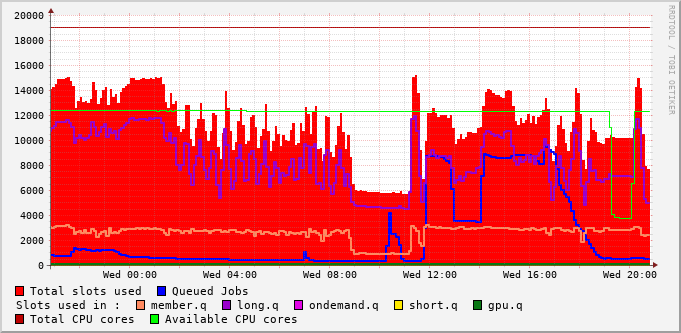 20000
18000
16000
14000
12000
10000
8000
6000
4000
2000
0
Wed 00:00 Wed 04:00 Wed 08:00 Wed 12:00 Wed 16:00 Wed 20:00
RRDTOOL / TOBI OETIKER
Total slots used Queued Jobs
Slots used in : member.q long.q ondemand.q short.q gpu.q
Total CPU cores Available CPU cores